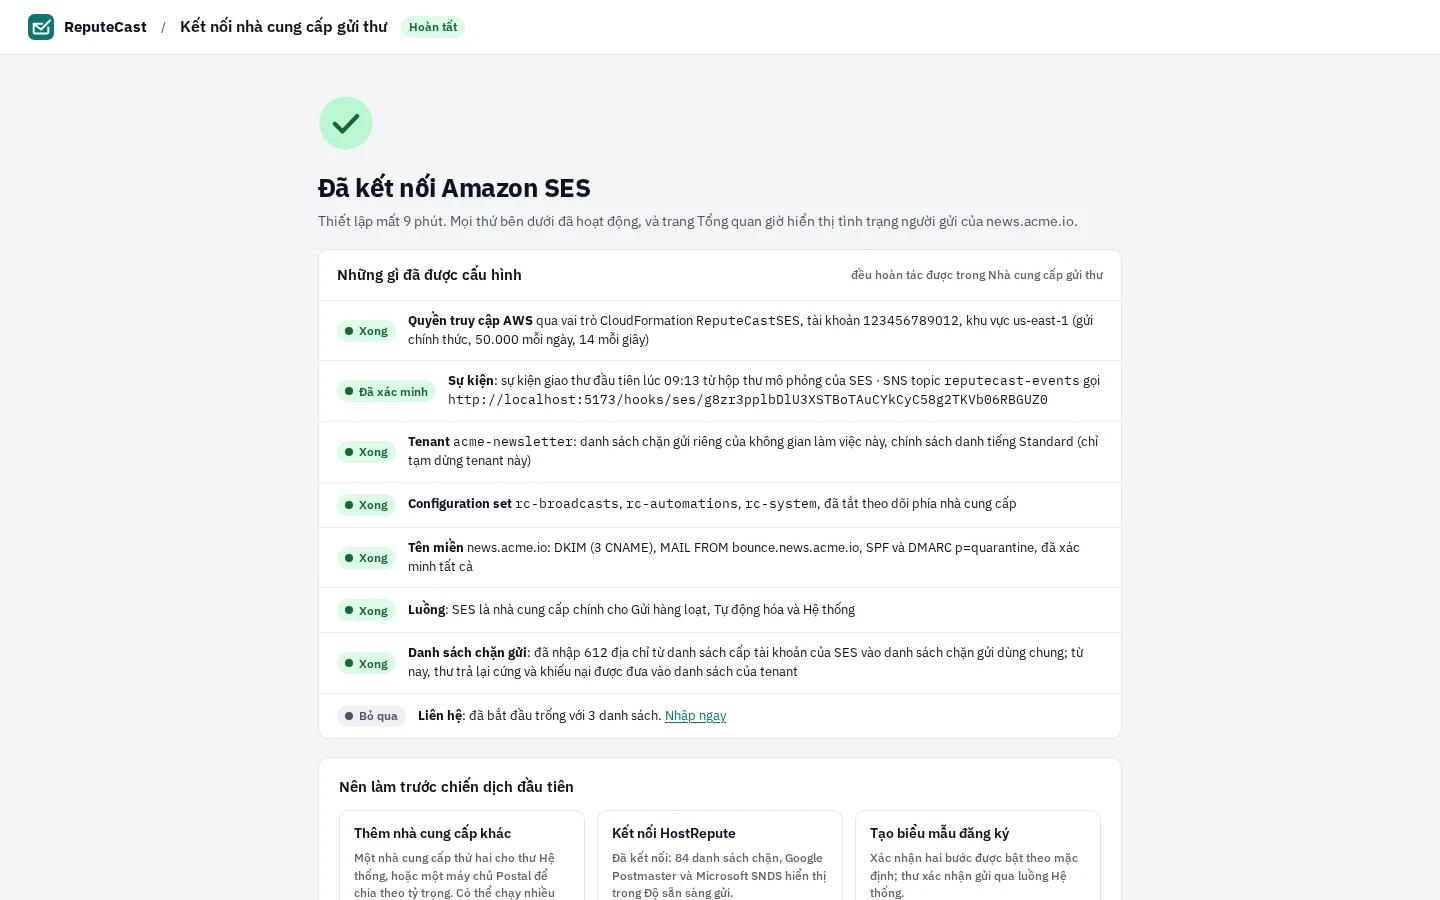 ReputeCast / Kết nối nhà cung cấp gửi thư Hoàn tất
Đã kết nối Amazon SES
Thiết lập mất 9 phút. Mọi thứ bên dưới đã hoạt động, và trang Tổng quan giờ hiển thị tình trạng người gửi của news.acme.io.
Những gì đã được cấu hình
đều hoàn tác được trong Nhà cung cấp gửi thư
Xong
Quyền truy cập AWS qua vai trò CloudFormation ReputeCastSES, tài khoản 123456789012, khu vực us-east-1 (gửi
chính thức, 50.000 mỗi ngày, 14 mỗi giây)
Đã xác minh
Sự kiện: sự kiện giao thư đầu tiên lúc 09:13 từ hộp thư mô phỏng của SES · SNS topic reputecast-events gọi
http://localhost:5173/hooks/ses/g8zr3pplbDlU3XSTBoTAuCYkCyC58g2TKVb06RBGUZ0
Xong
Tenant acme-newsletter: danh sách chặn gửi riêng của không gian làm việc này, chính sách danh tiếng Standard (chỉ
tạm dừng tenant này)
Xong
Configuration set rc-broadcasts, rc-automations, rc-system, đã tắt theo dõi phía nhà cung cấp
Xong
Tên miền news.acme.io: DKIM (3 CNAME), MAIL FROM bounce.news.acme.io, SPF và DMARC p=quarantine, đã xác
minh tất cả
Xong
Luồng: SES là nhà cung cấp chính cho Gửi hàng loạt, Tự động hóa và Hệ thống
Xong
Danh sách chặn gửi: đã nhập 612 địa chỉ từ danh sách cấp tài khoản của SES vào danh sách chặn gửi dùng chung; từ
nay, thư trả lại cứng và khiếu nại được đưa vào danh sách của tenant
Bỏ qua
Liên hệ: đã bắt đầu trống với 3 danh sách. Nhập ngay
Nên làm trước chiến dịch đầu tiên
Thêm nhà cung cấp khác
Một nhà cung cấp thứ hai cho thư Hệ
thống, hoặc một máy chủ Postal để
chia theo tỷ trọng. Có thể chạy nhiều
Kết nối HostRepute
Đã kết nối: 84 danh sách chặn, Google
Postmaster và Microsoft SNDS hiển thị
trong Độ sẵn sàng gửi.
Tạo biểu mẫu đăng ký
Xác nhận hai bước được bật theo mặc
định; thư xác nhận gửi qua luồng Hệ
thống.